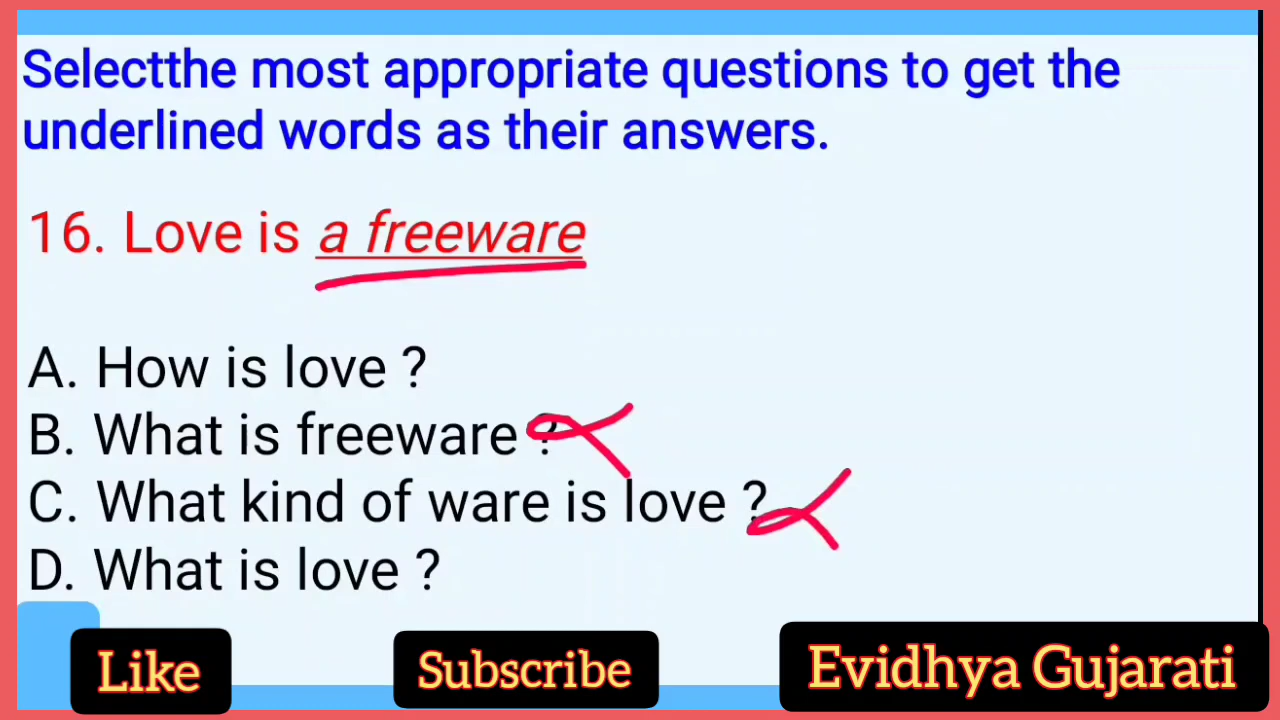 Selectthe most appropriate questions to get the
underlined words as their answers.
16. Love is a freeware
A. How is love ?
B. What is freeware ?
C. What kind of ware is love ?
D. What is love ?
Like
Subscribe
Evidhya Gujarati